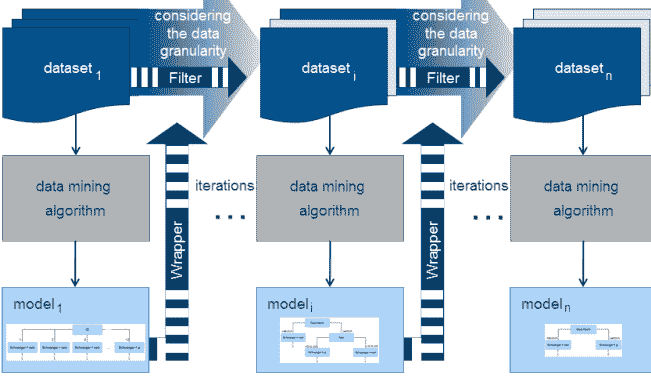 considering
the data
granularity
considering
the data
granularity
dataset 1
dataset i
dataset n
Filter
Filter
data mining
algorithm
iterations
...
data mining
algorithm
iterations
...
data mining
algorithm
Wrapper
Wrapper
model 1
model i
model n